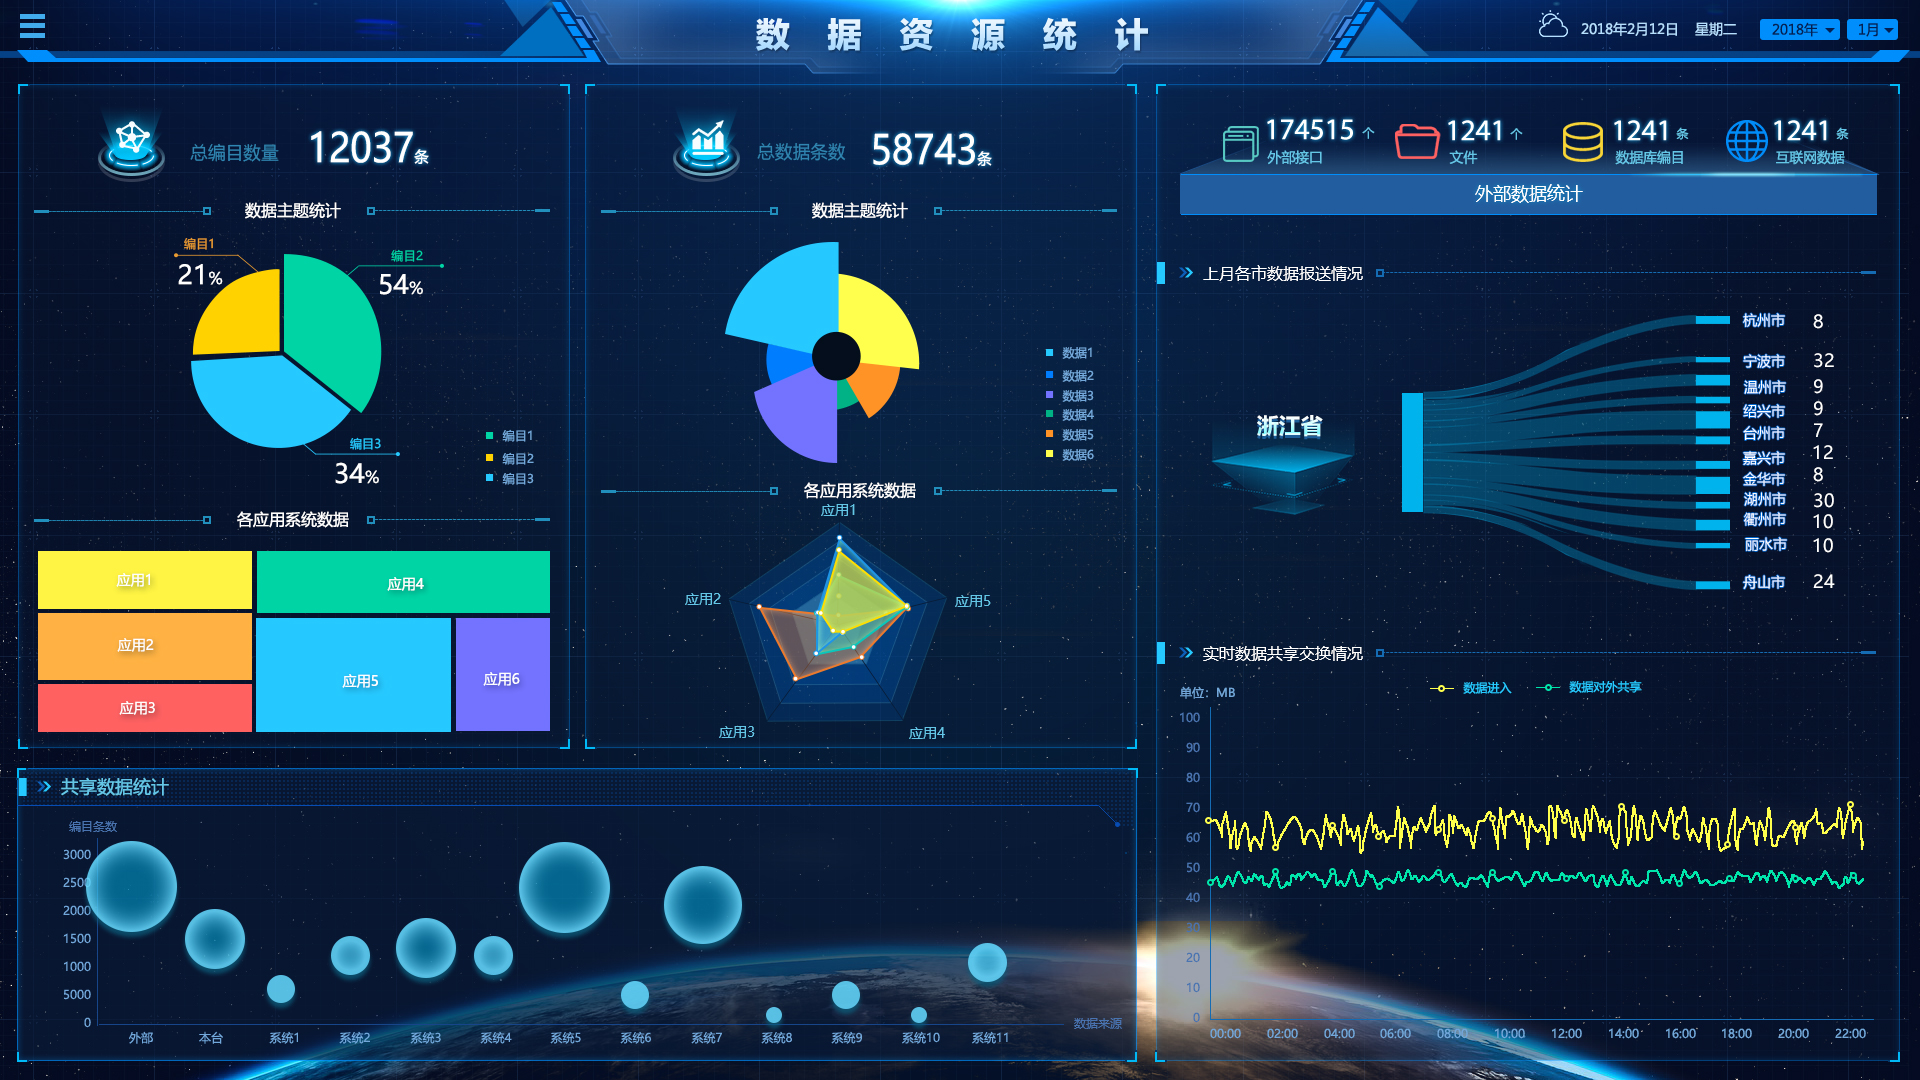 数据资源统计
2018年2月12日 星期二
2018年
1月
总编目数量 12037条
数据主题统计
编目1
21%
编目2
54%
编目3
34%
编目1
编目2
编目3
各应用系统数据
应用1
应用2
应用3
应用4
应用5
应用6
总数据条数 58743条
数据主题统计
数据1
数据2
数据3
数据4
数据5
数据6
各应用系统数据
应用1
应用2
应用5
应用3
应用4
174515 个
外部接口
1241 个
文件
1241 条
数据库编目
1241 条
互联网数据
外部数据统计
上月各市数据报送情况
浙江省
杭州市 8
宁波市 32
温州市 9
绍兴市 9
台州市 7
嘉兴市 12
金华市 8
湖州市 30
衢州市 10
丽水市 10
舟山市 24
实时数据共享交换情况
单位: MB
数据进入
数据对外共享
100
90
80
70
60
50
40
30
20
10
0
00:00 02:00 04:00 06:00 08:00 10:00 12:00 14:00 16:00 18:00 20:00 22:00
共享数据统计
编目条数
3000
2500
2000
1500
1000
5000
0
外部 本台 系统1 系统2 系统3 系统4 系统5 系统6 系统7 系统8 系统9 系统10 系统11
数据来源